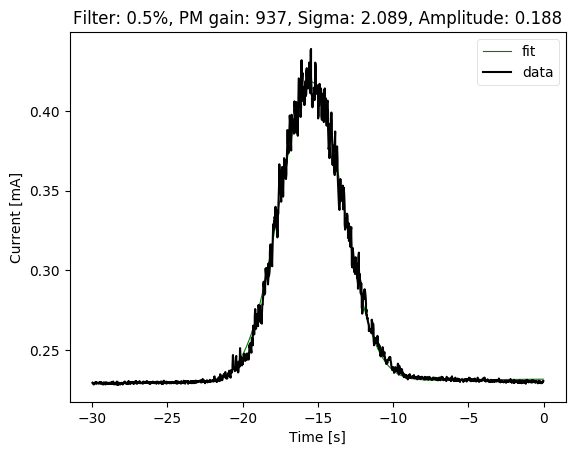 Filter: 0.5%, PM gain: 937, Sigma: 2.089, Amplitude: 0.188
fit
data
0.40
0.35
0.30
0.25
Current [mA]
−30
−25
−20
−15
−10
−5
0
Time [s]